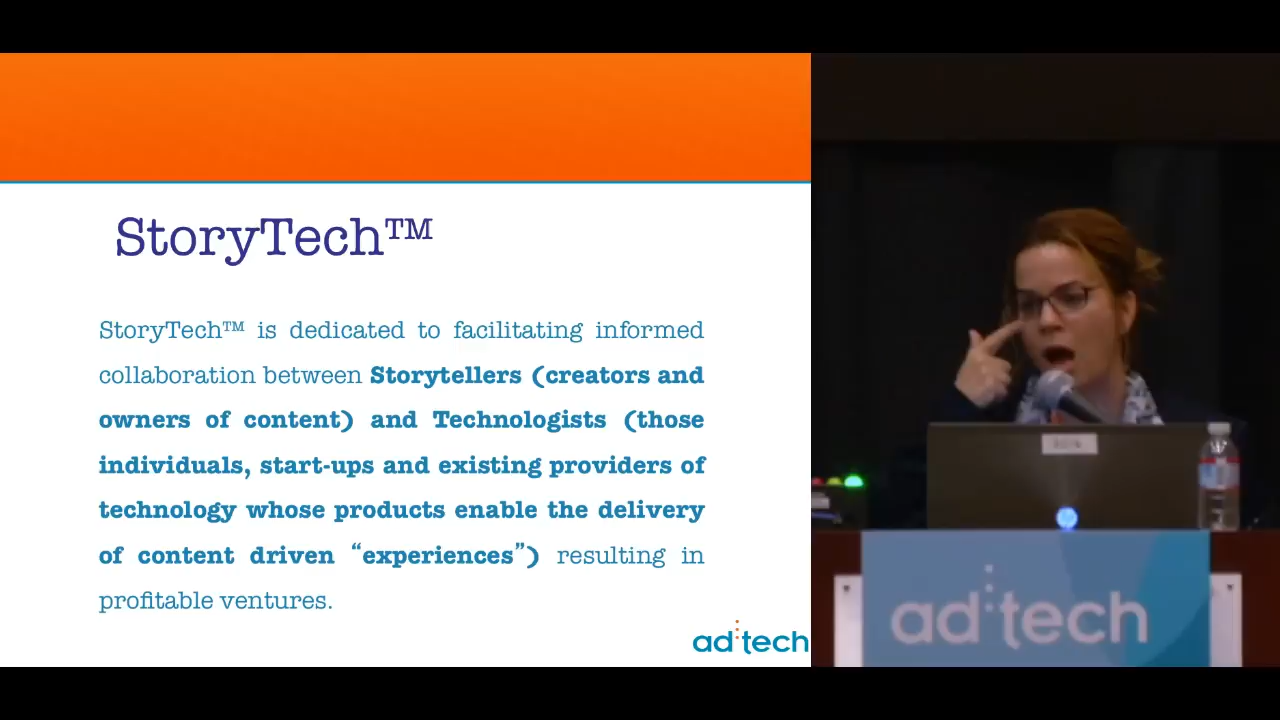 StoryTech™
StoryTech™ is dedicated to facilitating informed
collaboration between Storytellers (creators and
owners of content) and Technologists (those
individuals, start-ups and existing providers of
technology whose products enable the delivery
of content driven “experiences”) resulting in
profitable ventures.
ad:tech
ad:tech